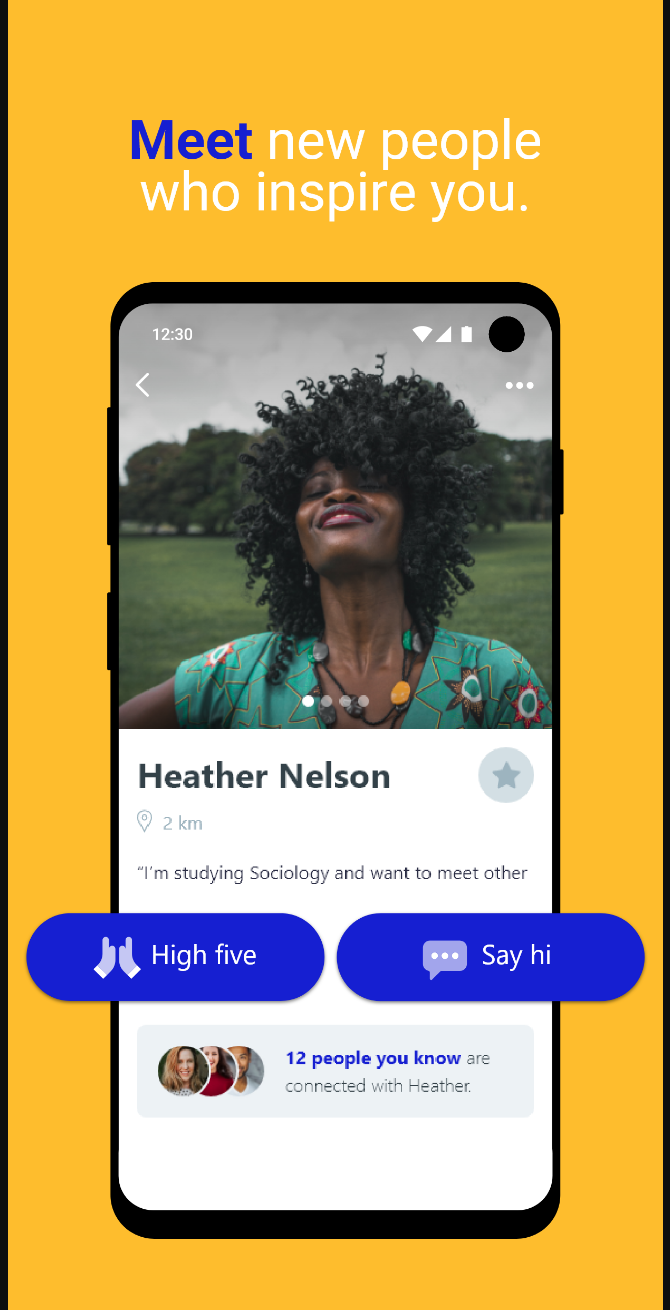 Meet new people
who inspire you.
12:30
Heather Nelson
2 km
“I’m studying Sociology and want to meet other
High five
Say hi
12 people you know are
connected with Heather.